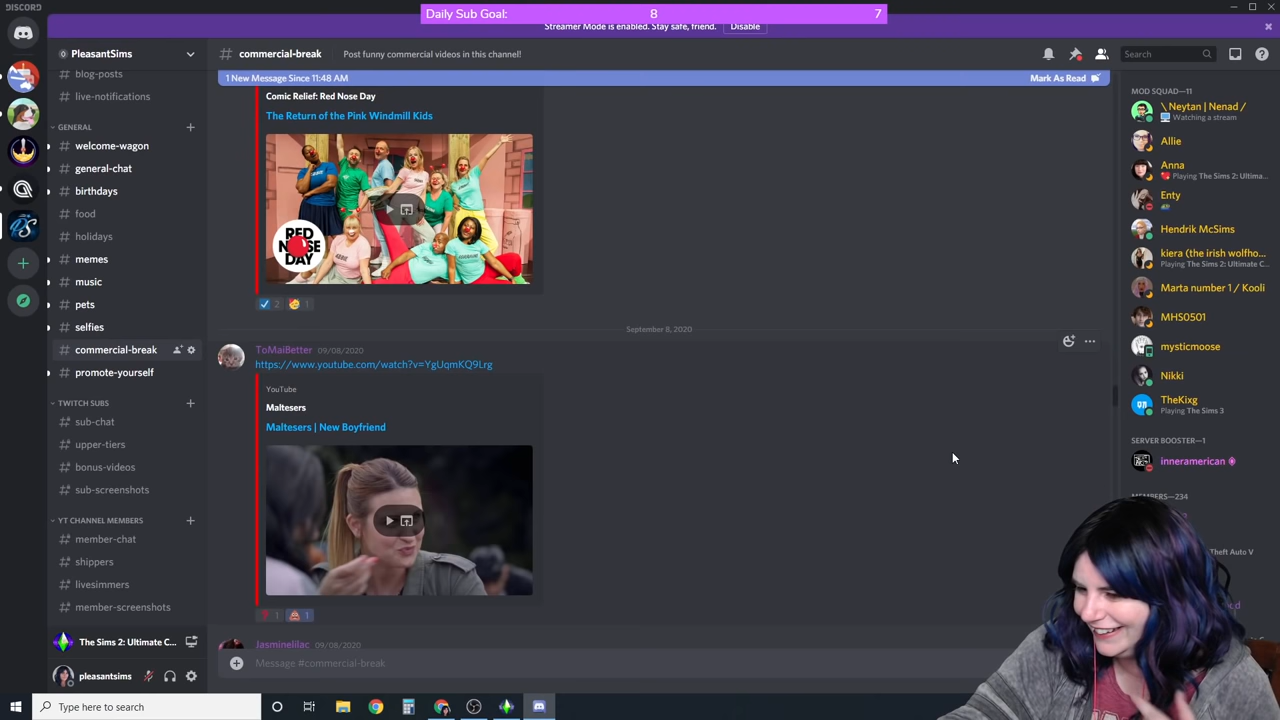 DISCORD
Daily Sub Goal: 8 7
Streamer Mode is enabled. Stay safe, friend. Disable
PleasantSims
# commercial-break Post funny commercial videos in this channel! Search
1 New Message Since 11:48 AM Mark As Read
# blog-posts
# live-notifications
GENERAL
# welcome-wagon
# general-chat
# birthdays
# food
# holidays
# memes
# music
# pets
# selfies
# commercial-break
# promote-yourself
TWITCH SUBS
# sub-chat
# upper-tiers
# bonus-videos
# sub-screenshots
YT CHANNEL MEMBERS
# member-chat
# shippers
# livesimmers
# member-screenshots
The Sims 2: Ultimate C...
pleasantsims
Comic Relief: Red Nose Day
The Return of the Pink Windmill Kids
RED
NOSE
DAY
2 1
September 8, 2020
ToMaiBetter 09/08/2020
https://www.youtube.com/watch?v=YgUqmKQ9Lrg
YouTube
Maltesers
Maltesers | New Boyfriend
1 1
Jasminelilac 09/08/2020
Message #commercial-break
MOD SQUAD—11
\ Neytan | Nenad /
Watching a stream
Allie
Anna
Playing The Sims 2: Ultima...
Enty
Hendrik McSims
kiera (the irish wolfho...
Playing The Sims 2: Ultimate C...
Marta number 1 / Kooli
MHS0501
mysticmoose
Nikki
TheKixg
Playing The Sims 3
SERVER BOOSTER—1
inneramerican
MEMBERS—234
Theft Auto V
Type here to search